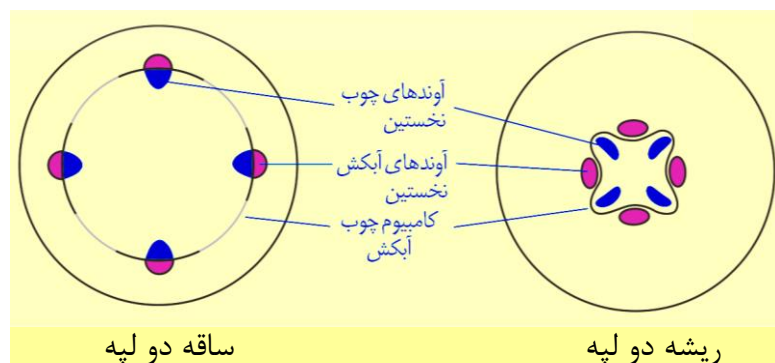 آوندهای چوب
نخستین
آوندهای آبکش
نخستین
کامبیوم چوب
آبکش
ریشه دو لپه
ساقه دو لپه